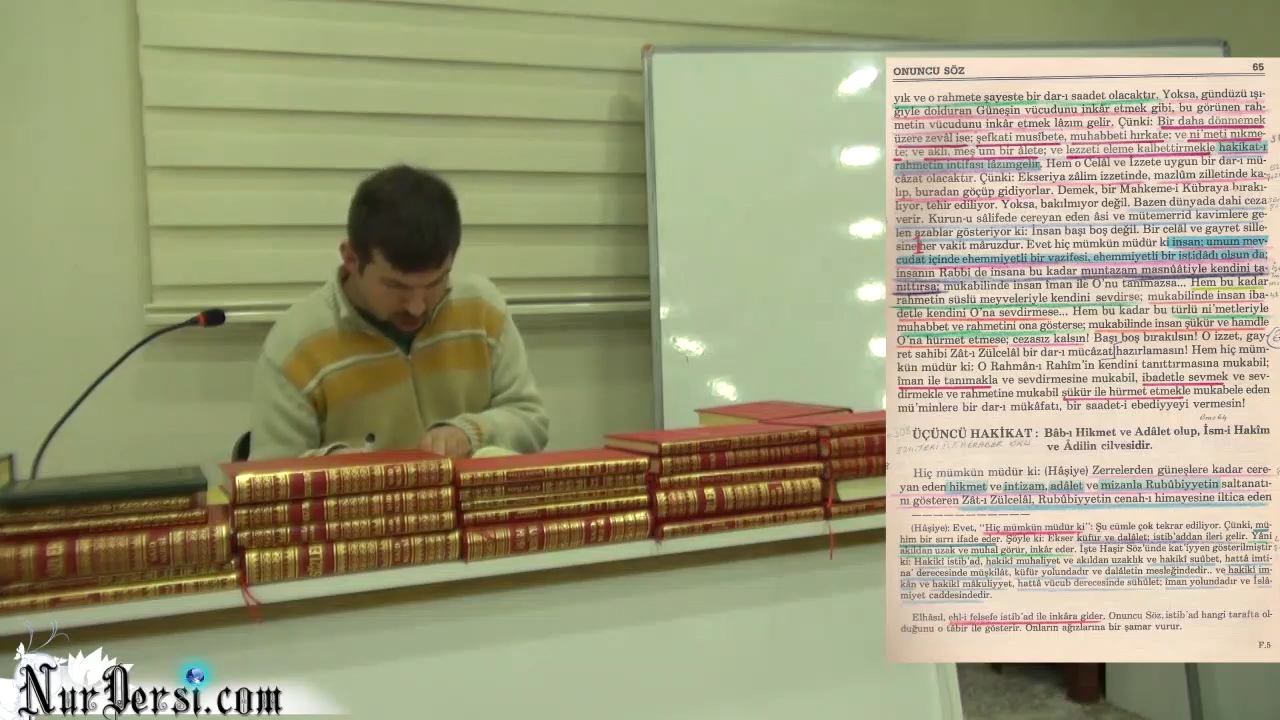 ONUNCU SÖZ 65
yık ve o rahmete şayeste bir dar-ı saadet olacaktır. Yoksa, gündüzü ışı-
ğiyle dolduran Güneşin vücudunu inkâr etmek gibi, bu görünen rah-
metin vücudunu inkâr etmek lâzım gelir. Çünki: Bir daha dönmemek
üzere zevâl ise; şefkati musîbete, muhabbeti hırkate; ve ni'meti nikme-
te; ve aklı, meş'um bir âlete; ve lezzeti eleme kalbettirmekle hakikat-ı
rahmetin intifası lâzımgelir. Hem o Celâl ve İzzete uygun bir dar-ı mü-
câzat olacaktır. Çünki: Ekseriya zâlim izzetinde, mazlûm zilletinde ka-
lıp, buradan göçüp gidiyorlar. Demek, bir Mahkeme-i Kübraya bırakı-
lıyor, tehir ediliyor. Yoksa, bakılmıyor değil. Bazen dünyada dahi ceza
verir. Kurun-u sâlifede cereyan eden âsi ve mütemerrid kavimlere ge-
len azablar gösteriyor ki: İnsan başı boş değil. Bir celâl ve gayret sille-
sine her vakit mâruzdur. Evet hiç mümkün müdür ki insan; umum mev-
cudat içinde ehemmiyetli bir vazifesi, ehemmiyetli bir istidâdı olsun da;
insanın Rabbi de insana bu kadar muntazam masnûâtiyle kendini ta-
nıttırsa; mukabilinde insan iman ile O'nu tanımazsa... Hem bu kadar
rahmetin süslü meyveleriyle kendini sevdirse; mukabilinde insan iba-
detle kendini O'na sevdirmese... Hem bu kadar bu türlü ni'metleriyle
muhabbet ve rahmetini ona gösterse; mukabilinde insan şükür ve hamdle
O'na hürmet etmese; cezasız kalsın! Başı boş bırakılsın! O izzet, gay-
ret sahibi Zât-ı Zülcelâl bir dar-ı mücâzat hazırlamasın! Hem hiç müm-
kün müdür ki: O Rahmân-ı Rahîm'in kendini tanıttırmasına mukabil;
îman ile tanımakla ve sevdirmesine mukabil, ibadetle sevmek ve sev-
dirmekle ve rahmetine mukabil şükür ile hürmet etmekle mukabele eden
mü'minlere bir dar-ı mükâfatı, bir saadet-i ebediyyeyi vermesin!
ÜÇÜNCÜ HAKİKAT : Bâb-ı Hikmet ve Adâlet olup, İsm-i Hakîm
ve Âdilin cilvesidir.
Hiç mümkün müdür ki: (Hâşiye) Zerrelerden güneşlere kadar cere-
yan eden hikmet ve intizam, adâlet ve mizanla Rubûbiyyetin saltanatı-
nı gösteren Zât-ı Zülcelâl, Rubûbiyyetin cenah-ı himayesine iltica eden
(Hâşiye): Evet, "Hiç mümkün müdür ki": Şu cümle çok tekrar ediliyor. Çünki, mü-
him bir sırrı ifade eder. Şöyle ki: Ekser küfür ve dalâlet; istib'addan ileri gelir. Yâni
akıldan uzak ve muhal görür, inkâr eder. İşte Haşir Söz'ünde kat'iyyen gösterilmiştir
ki: Hakikî istib'ad, hakikî muhaliyet ve akıldan uzaklık ve hakikî suûbet, hattâ imti-
na' derecesinde müşkilât, küfür yolundadır ve dalâletin mesleğindedir.. ve hakikî im-
kân ve hakikî mâkuliyyet, hattâ vücub derecesinde sühûlet; îman yolundadır ve İslâ-
miyet caddesindedir.
Elhâsıl, ehl-i felsefe istib'ad ile inkâra gider. Onuncu Söz, istib'ad hangi tarafta ol-
duğunu o tâbir ile gösterir. Onların ağızlarına bir şamar vurur.
F.5
NurDersi.com